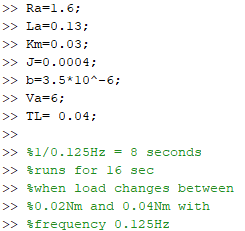 >> Ra=1.6;
>> La=0.13;
>> Km=0.03;
>> J=0.0004;
>> b=3.5*10^-6;
>> Va=6;
>> TL= 0.04;
>>
>> %1/0.125Hz = 8 seconds
>> %runs for 16 sec
>> %when load changes between
>> %0.02Nm and 0.04Nm with
>> %frequency 0.125Hz